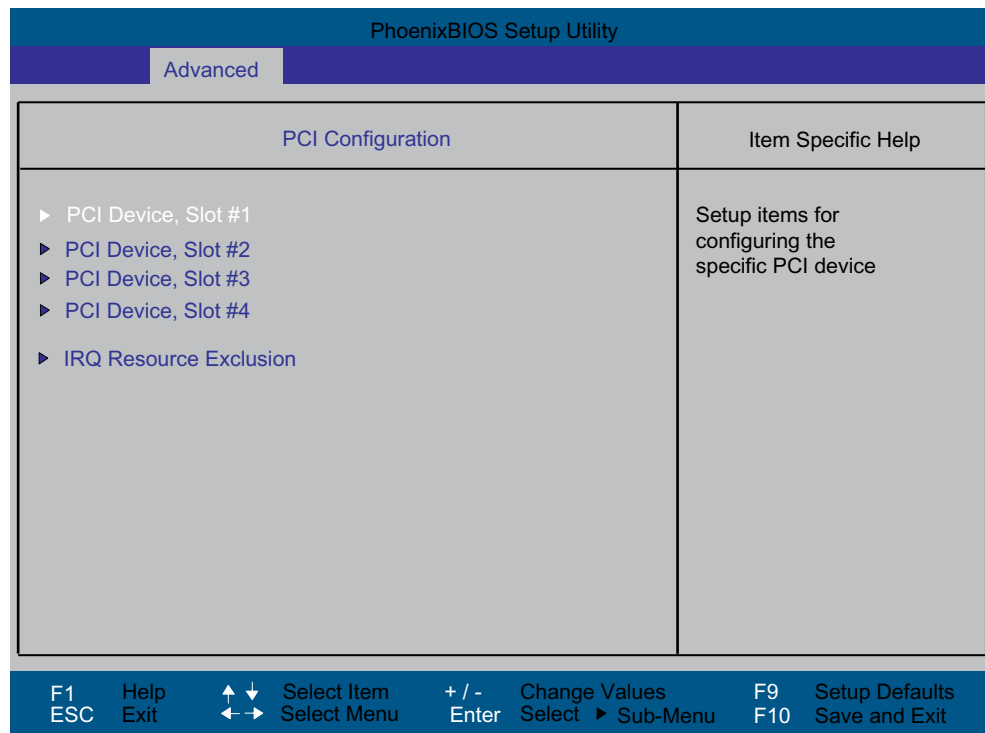 PhoenixBIOS Setup Utility
Advanced
PCI Configuration
Item Specific Help
PCI Device, Slot #1
PCI Device, Slot #2
PCI Device, Slot #3
PCI Device, Slot #4
IRQ Resource Exclusion
Setup items for
configuring the
specific PCI device
F1 Help Select Item + / - Change Values F9 Setup Defaults
ESC Exit Select Menu Enter Select Sub-Menu F10 Save and Exit